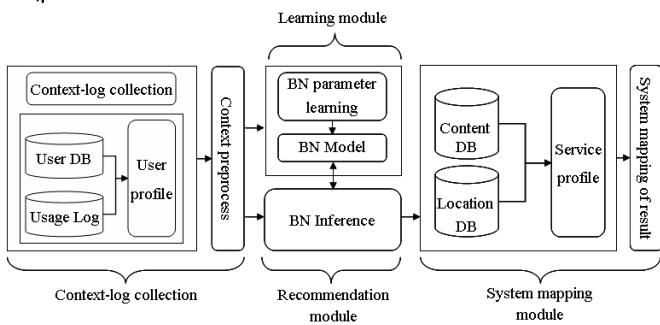 Learning module
Context-log collection
User DB
Usage Log
User
profile
Context preprocess
BN parameter
learning
BN Model
BN Inference
Content
DB
Location
DB
Service
profile
System mapping of result
Context-log collection
Recommendation
module
System mapping
module